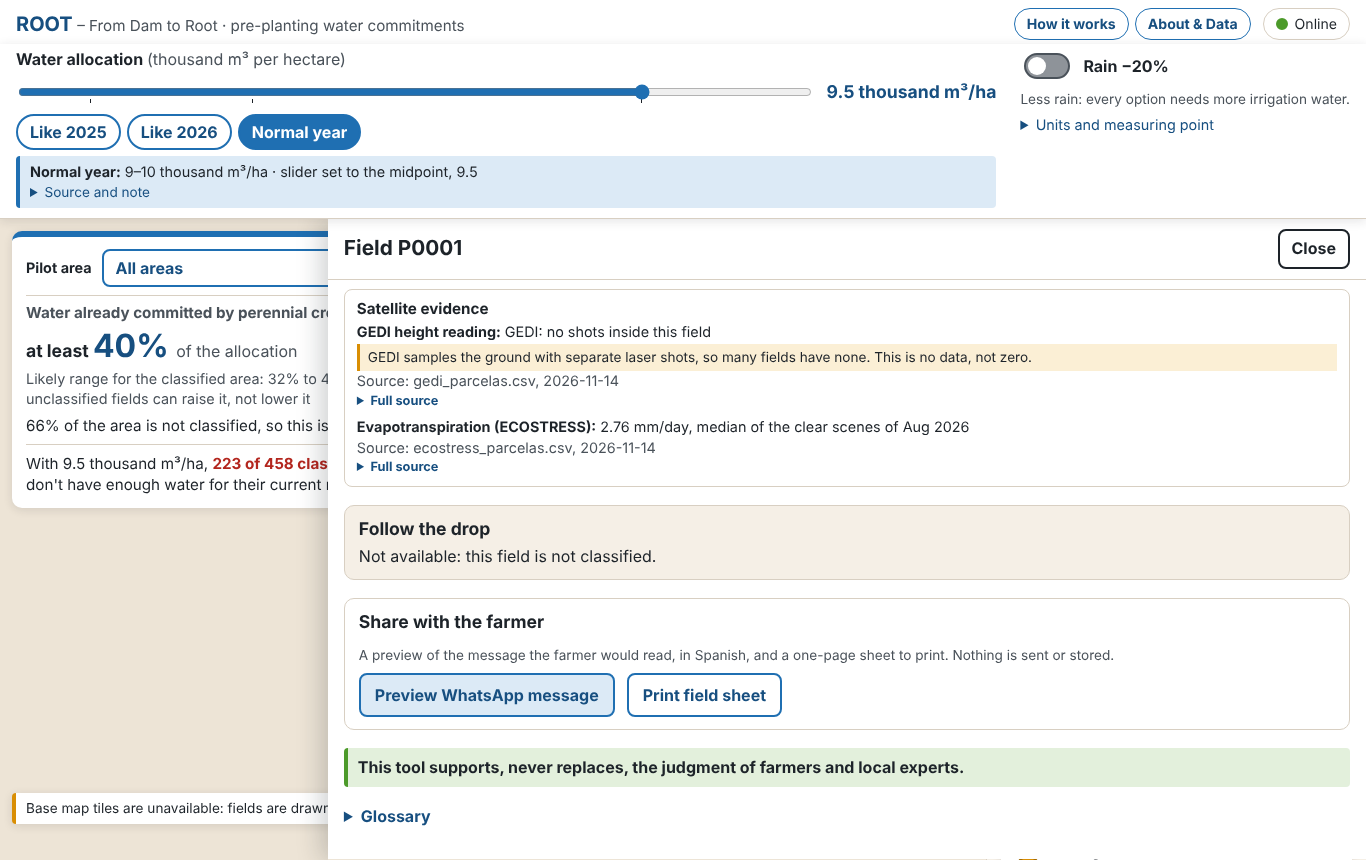 ROOT – From Dam to Root · pre-planting water commitments
How it works
About & Data
Online
Water allocation (thousand m³ per hectare)
9.5 thousand m³/ha
Like 2025
Like 2026
Normal year
Normal year: 9–10 thousand m³/ha · slider set to the midpoint, 9.5
Source and note
Rain −20%
Less rain: every option needs more irrigation water.
Units and measuring point
Pilot area
All areas
Water already committed by perennial
at least 40% of the allocation
Likely range for the classified area: 32% to
unclassified fields can raise it, not lower it
66% of the area is not classified, so this is
With 9.5 thousand m³/ha, 223 of 458
don't have enough water for their current
Base map tiles are unavailable: fields are drawn
Field P0001
Close
Satellite evidence
GEDI height reading: GEDI: no shots inside this field
GEDI samples the ground with separate laser shots, so many fields have none. This is no data, not zero.
Source: gedi_parcelas.csv, 2026-11-14
Full source
Evapotranspiration (ECOSTRESS): 2.76 mm/day, median of the clear scenes of Aug 2026
Source: ecostress_parcelas.csv, 2026-11-14
Full source
Follow the drop
Not available: this field is not classified.
Share with the farmer
A preview of the message the farmer would read, in Spanish, and a one-page sheet to print. Nothing is sent or stored.
Preview WhatsApp message
Print field sheet
This tool supports, never replaces, the judgment of farmers and local experts.
Glossary